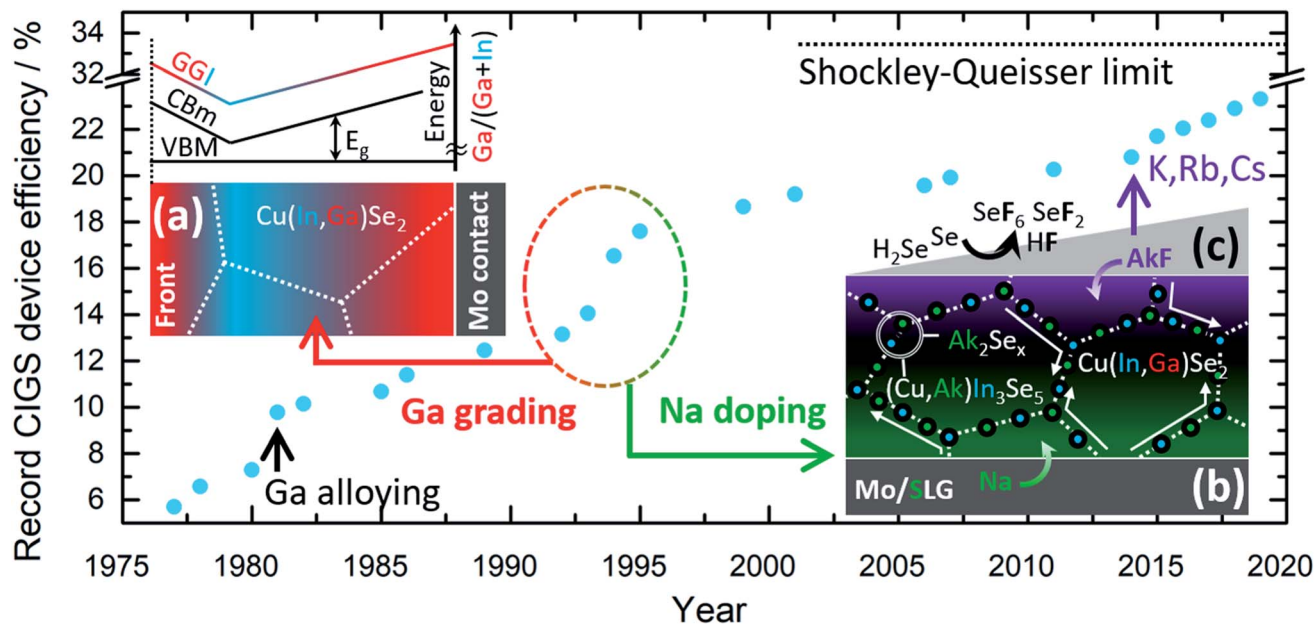 Record CIGS device efficiency / %
34
32
22
20
18
16
14
12
10
8
6
1975
1980
1985
1990
1995
2000
2005
2010
2015
2020
Year
GGI
CBm
VBM
E_g
Energy
Ga/(Ga+In)
≈
(a)
Cu(In,Ga)Se₂
Front
Mo contact
Ga grading
Na doping
Ga alloying
Shockley-Queisser limit
K,Rb,Cs
H₂Se Se
SeF₆ SeF₂
HF
AkF
(c)
Ak₂Seₓ
Cu(In,Ga)Se₂
(Cu,Ak)In₃Se₅
Na
Mo/SLG
(b)